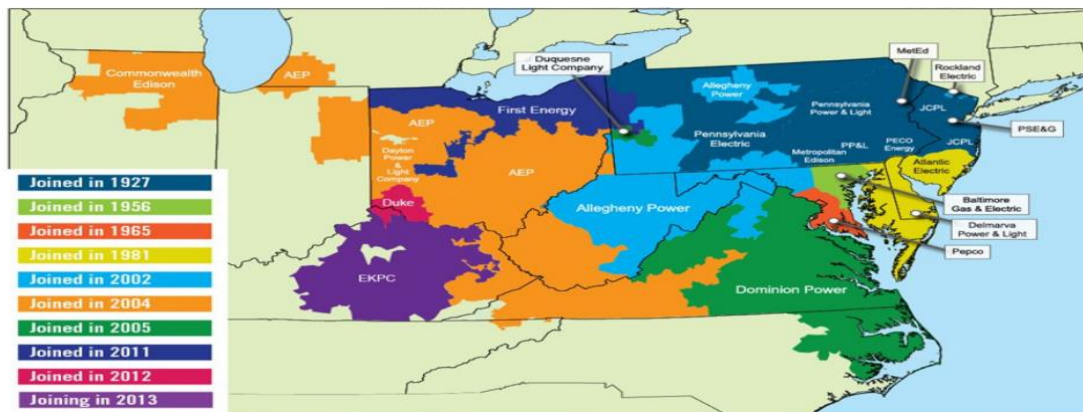 Commonwealth
Edison
AEP
First Energy
AEP
Dayton
Power
&
Light
Company
AEP
Duke
EKPC
Duquesne
Light Company
Allegheny
Power
Pennsylvania
Power & Light
Pennsylvania
Electric
Metropolitan
Edison
PP&L
PECO
Energy
MetEd
Rockland
Electric
JCPL
PSE&G
JCPL
Atlantic
Electric
Baltimore
Gas & Electric
Delmarva
Power & Light
Pepco
Allegheny Power
Dominion Power
Joined in 1927
Joined in 1956
Joined in 1965
Joined in 1981
Joined in 2002
Joined in 2004
Joined in 2005
Joined in 2011
Joined in 2012
Joining in 2013